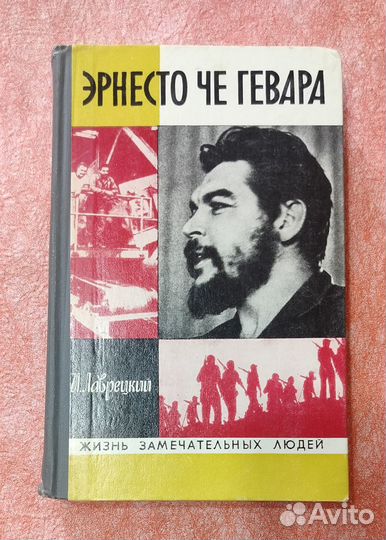 ЭРНЕСТО ЧЕ ГЕВАРА
И. Лаврецкий
ЖИЗНЬ ЗАМЕЧАТЕЛЬНЫХ ЛЮДЕЙ
Avito